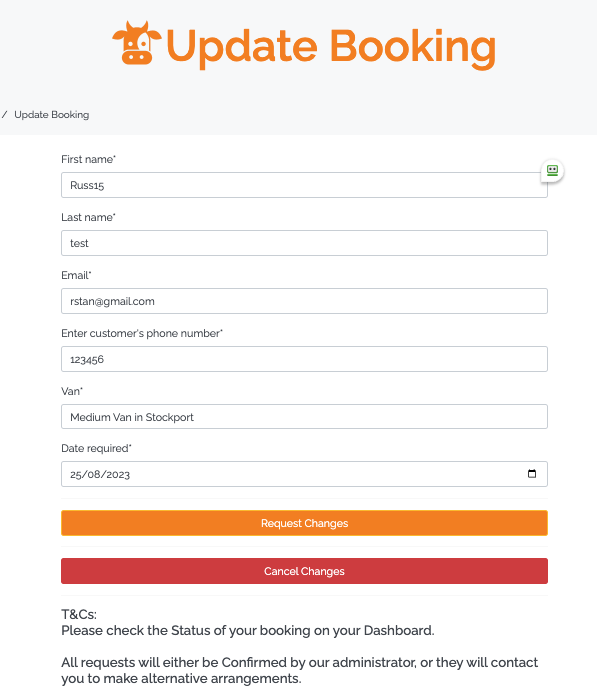 Update Booking
/ Update Booking
First name*
Russ15
Last name*
test
Email*
rstan@gmail.com
Enter customer's phone number*
123456
Van*
Medium Van in Stockport
Date required*
25/08/2023
Request Changes
Cancel Changes
T&Cs:
Please check the Status of your booking on your Dashboard.
All requests will either be Confirmed by our administrator, or they will contact
you to make alternative arrangements.